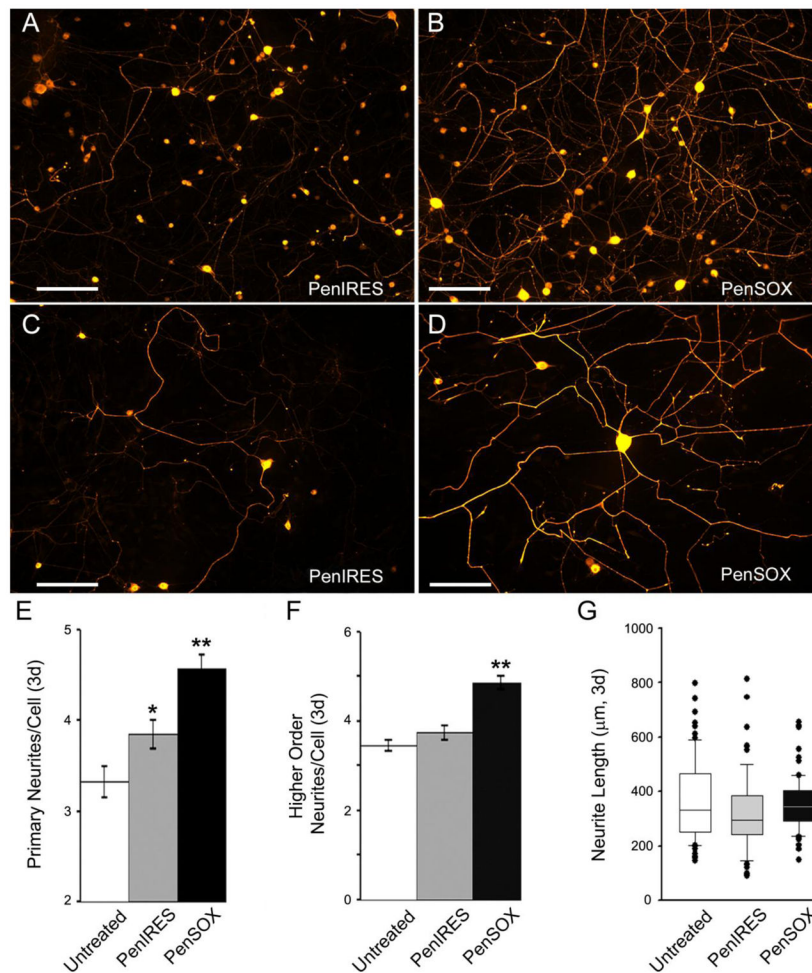 A
PenIRES
B
PenSOX
C
PenIRES
D
PenSOX
E
Primary Neurites/Cell (3d)
5
4
3
2
*
**
Untreated
PenIRES
PenSOX
F
Higher Order
Neurites/Cell (3d)
6
4
2
0
**
Untreated
PenIRES
PenSOX
G
Neurite Length (µm, 3d)
1000
800
600
400
200
0
Untreated
PenIRES
PenSOX